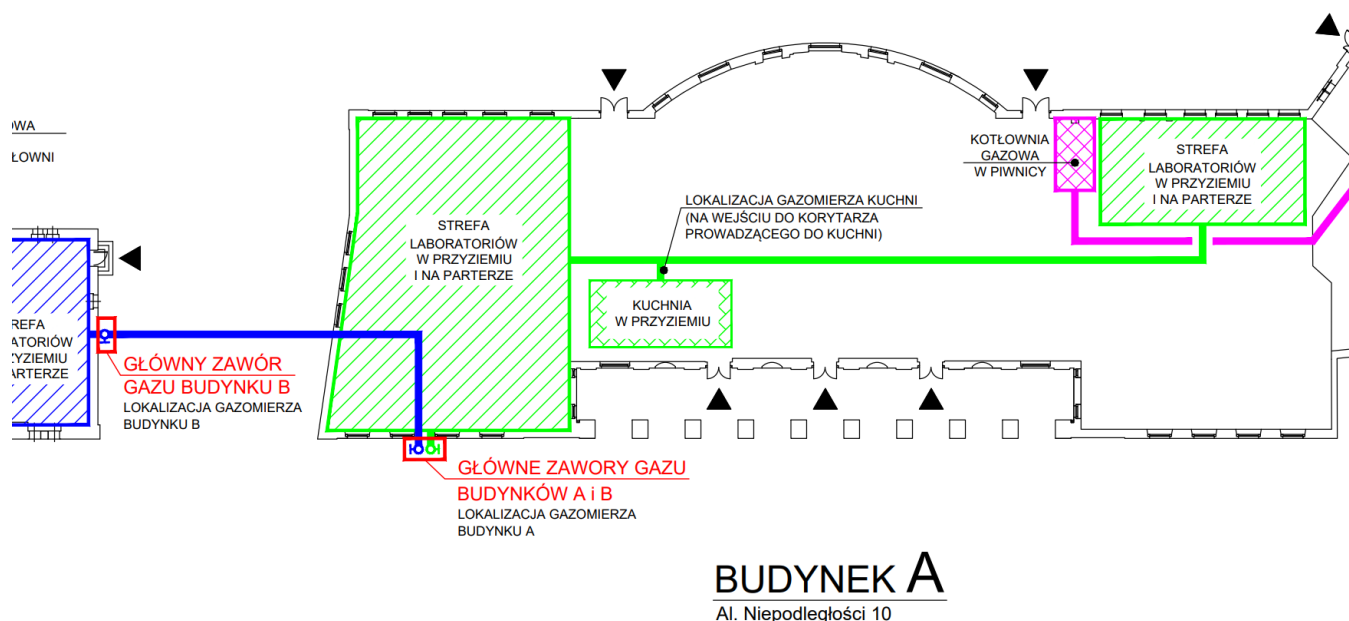 ŁOWNI
KOTŁOWNIA
GAZOWA
W PIWNICY
STREFA
LABORATORIÓW
W PRZYZIEMIU
I NA PARTERZE
LOKALIZACJA GAZOMIERZA KUCHNI
(NA WEJŚCIU DO KORYTARZA
PROWADZĄCEGO DO KUCHNI)
STREFA
LABORATORIÓW
W PRZYZIEMIU
I NA PARTERZE
KUCHNIA
W PRZYZIEMIU
REFA
ATORIÓW
ZYZIEMIU
PARTERZE
GŁÓWNY ZAWÓR
GAZU BUDYNKU B
LOKALIZACJA GAZOMIERZA
BUDYNKU B
GŁÓWNE ZAWORY GAZU
BUDYNKÓW A i B
LOKALIZACJA GAZOMIERZA
BUDYNKU A
BUDYNEK A
Al. Niepodległości 10